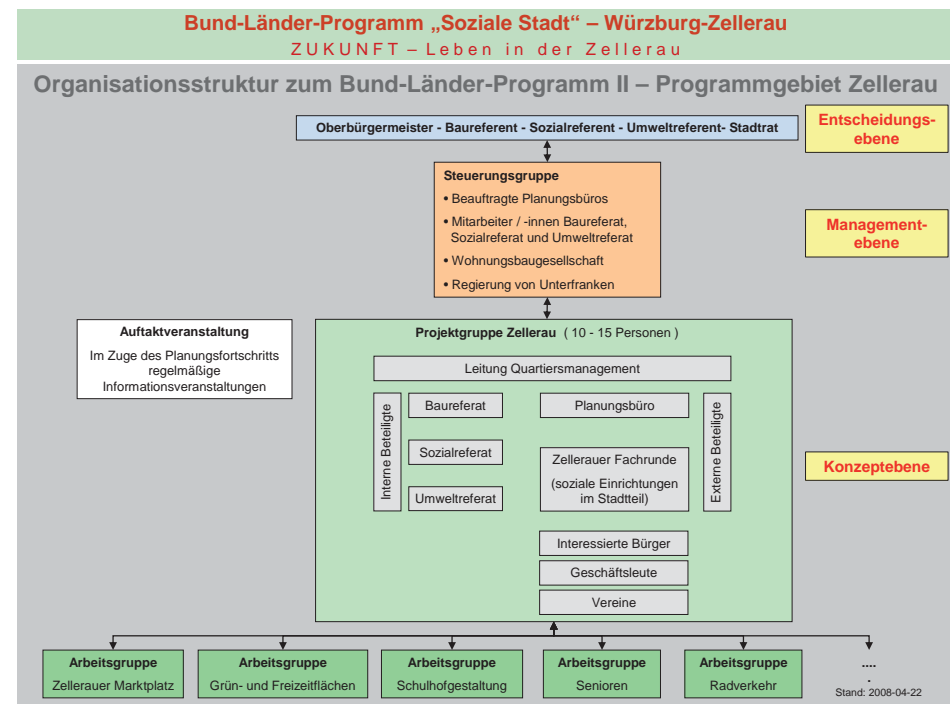 Bund-Länder-Programm „Soziale Stadt“ – Würzburg-Zellerau
ZUKUNFT – Leben in der Zellerau
Organisationsstruktur zum Bund-Länder-Programm II – Programmgebiet Zellerau
Oberbürgermeister - Baureferent - Sozialreferent - Umweltreferent- Stadtrat
Entscheidungs-
ebene
Steuerungsgruppe
• Beauftragte Planungsbüros
• Mitarbeiter / -innen Baureferat,
Sozialreferat und Umweltreferat
• Wohnungsbaugesellschaft
• Regierung von Unterfranken
Management-
ebene
Auftaktveranstaltung
Im Zuge des Planungsfortschritts
regelmäßige
Informationsveranstaltungen
Projektgruppe Zellerau ( 10 - 15 Personen )
Leitung Quartiersmanagement
Interne Beteiligte
Baureferat
Sozialreferat
Umweltreferat
Planungsbüro
Zellerauer Fachrunde
(soziale Einrichtungen
im Stadtteil)
Externe Beteiligte
Interessierte Bürger
Geschäftsleute
Vereine
Konzeptebene
Arbeitsgruppe
Zellerauer Marktplatz
Arbeitsgruppe
Grün- und Freizeitflächen
Arbeitsgruppe
Schulhofgestaltung
Arbeitsgruppe
Senioren
Arbeitsgruppe
Radverkehr
....
.
Stand: 2008-04-22